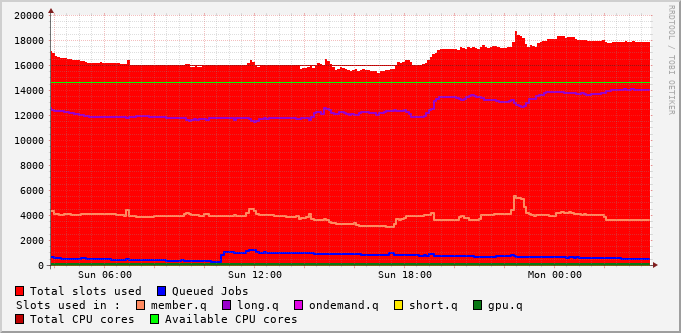 20000
18000
16000
14000
12000
10000
8000
6000
4000
2000
0
Sun 06:00 Sun 12:00 Sun 18:00 Mon 00:00
Total slots used Queued Jobs
Slots used in : member.q long.q ondemand.q short.q gpu.q
Total CPU cores Available CPU cores
RRDTOOL / TOBI OETIKER